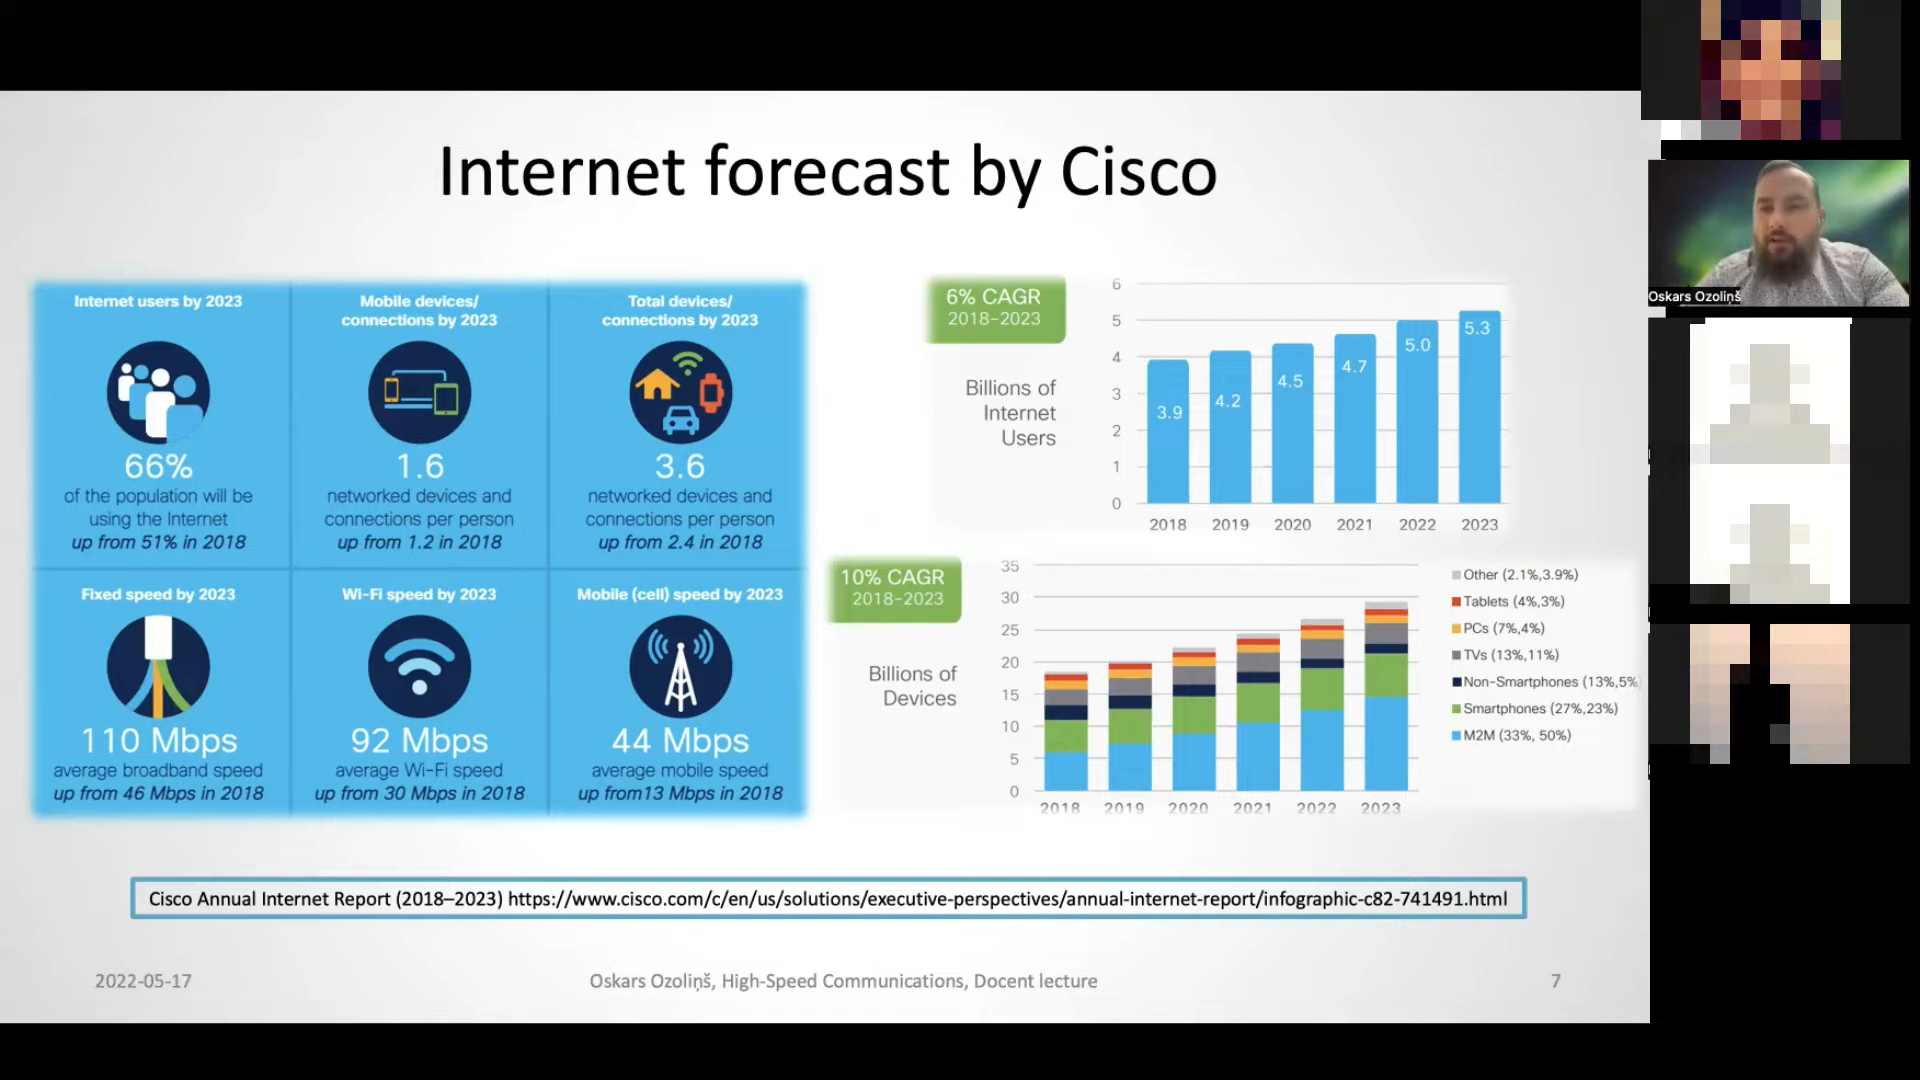 Internet forecast by Cisco
Internet users by 2023
66%
of the population will be
using the Internet
up from 51% in 2018
Mobile devices/
connections by 2023
1.6
networked devices and
connections per person
up from 1.2 in 2018
Total devices/
connections by 2023
3.6
networked devices and
connections per person
up from 2.4 in 2018
Fixed speed by 2023
110 Mbps
average broadband speed
up from 46 Mbps in 2018
Wi-Fi speed by 2023
92 Mbps
average Wi-Fi speed
up from 30 Mbps in 2018
Mobile (cell) speed by 2023
44 Mbps
average mobile speed
up from13 Mbps in 2018
6% CAGR
2018-2023
Billions of
Internet
Users
6
5
4
3
2
1
0
3.9
4.2
4.5
4.7
5.0
5.3
2018 2019 2020 2021 2022 2023
10% CAGR
2018-2023
Billions of
Devices
35
30
25
20
15
10
5
0
2018 2019 2020 2021 2022 2023
Other (2.1%,3.9%)
Tablets (4%,3%)
PCs (7%,4%)
TVs (13%,11%)
Non-Smartphones (13%,5%)
Smartphones (27%,23%)
M2M (33%, 50%)
Cisco Annual Internet Report (2018–2023) https://www.cisco.com/c/en/us/solutions/executive-perspectives/annual-internet-report/infographic-c82-741491.html
2022-05-17
Oskars Ozoliņš, High-Speed Communications, Docent lecture
7
Oskars Ozoliņš